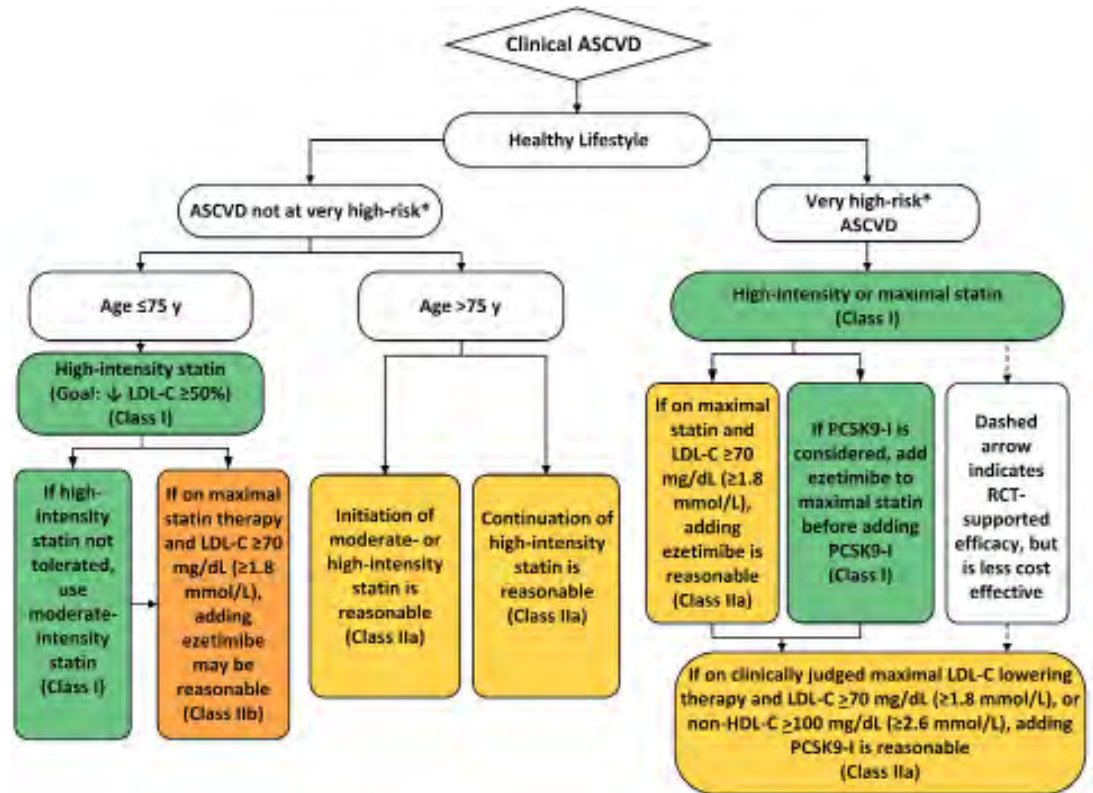 Clinical ASCVD
Healthy Lifestyle
ASCVD not at very high-risk*
Very high-risk*
ASCVD
Age ≤75 y
Age >75 y
High-intensity or maximal statin
(Class I)
High-intensity statin
(Goal: ↓ LDL-C ≥50%)
(Class I)
If high-
intensity
statin not
tolerated,
use
moderate-
intensity
statin
(Class I)
If on maximal
statin therapy
and LDL-C ≥70
mg/dL (≥1.8
mmol/L),
adding
ezetimibe
may be
reasonable
(Class IIb)
Initiation of
moderate- or
high-intensity
statin is
reasonable
(Class IIa)
Continuation of
high-intensity
statin is
reasonable
(Class IIa)
If on maximal
statin and
LDL-C ≥70
mg/dL (≥1.8
mmol/L),
adding
ezetimibe is
reasonable
(Class IIa)
If PCSK9-I is
considered, add
ezetimibe to
maximal statin
before adding
PCSK9-I
(Class I)
Dashed
arrow
indicates
RCT-
supported
efficacy, but
is less cost
effective
If on clinically judged maximal LDL-C lowering
therapy and LDL-C ≥70 mg/dL (≥1.8 mmol/L), or
non-HDL-C ≥100 mg/dL (≥2.6 mmol/L), adding
PCSK9-I is reasonable
(Class IIa)